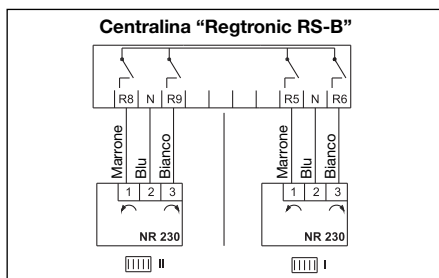 Centralina “Regtronic RS-B”
R8 N R9 R5 N R6
Marrone Blu Bianco Marrone Blu Bianco
1 2 3 1 2 3
NR 230 NR 230
II I